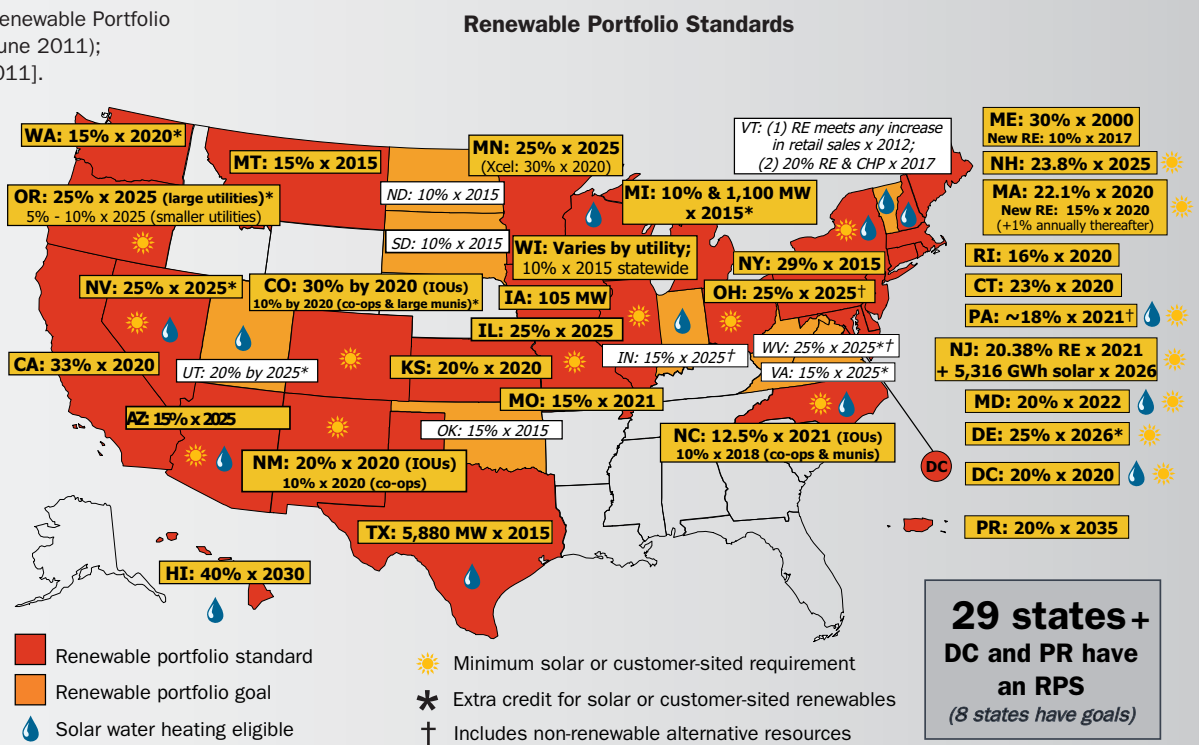 enewable Portfolio
une 2011);
011].
Renewable Portfolio Standards
WA: 15% x 2020*
MT: 15% x 2015
MN: 25% x 2025
(Xcel: 30% x 2020)
VT: (1) RE meets any increase
in retail sales x 2012;
(2) 20% RE & CHP x 2017
ME: 30% x 2000
New RE: 10% x 2017
NH: 23.8% x 2025
OR: 25% x 2025 (large utilities)*
5% - 10% x 2025 (smaller utilities)
ND: 10% x 2015
MI: 10% & 1,100 MW
x 2015*
MA: 22.1% x 2020
New RE: 15% x 2020
(+1% annually thereafter)
SD: 10% x 2015
WI: Varies by utility;
10% x 2015 statewide
NY: 29% x 2015
RI: 16% x 2020
NV: 25% x 2025*
CO: 30% by 2020 (IOUs)
10% by 2020 (co-ops & large munis)*
IA: 105 MW
OH: 25% x 2025†
CT: 23% x 2020
IL: 25% x 2025
PA: ~18% x 2021†
CA: 33% x 2020
UT: 20% by 2025*
KS: 20% x 2020
IN: 15% x 2025†
WV: 25% x 2025*†
VA: 15% x 2025*
NJ: 20.38% RE x 2021
+ 5,316 GWh solar x 2026
MO: 15% x 2021
MD: 20% x 2022
AZ: 15% x 2025
OK: 15% x 2015
NC: 12.5% x 2021 (IOUs)
10% x 2018 (co-ops & munis)
DE: 25% x 2026*
NM: 20% x 2020 (IOUs)
10% x 2020 (co-ops)
DC
DC: 20% x 2020
TX: 5,880 MW x 2015
PR: 20% x 2035
HI: 40% x 2030
29 states +
DC and PR have
an RPS
(8 states have goals)
Renewable portfolio standard
Renewable portfolio goal
Solar water heating eligible
Minimum solar or customer-sited requirement
* Extra credit for solar or customer-sited renewables
† Includes non-renewable alternative resources